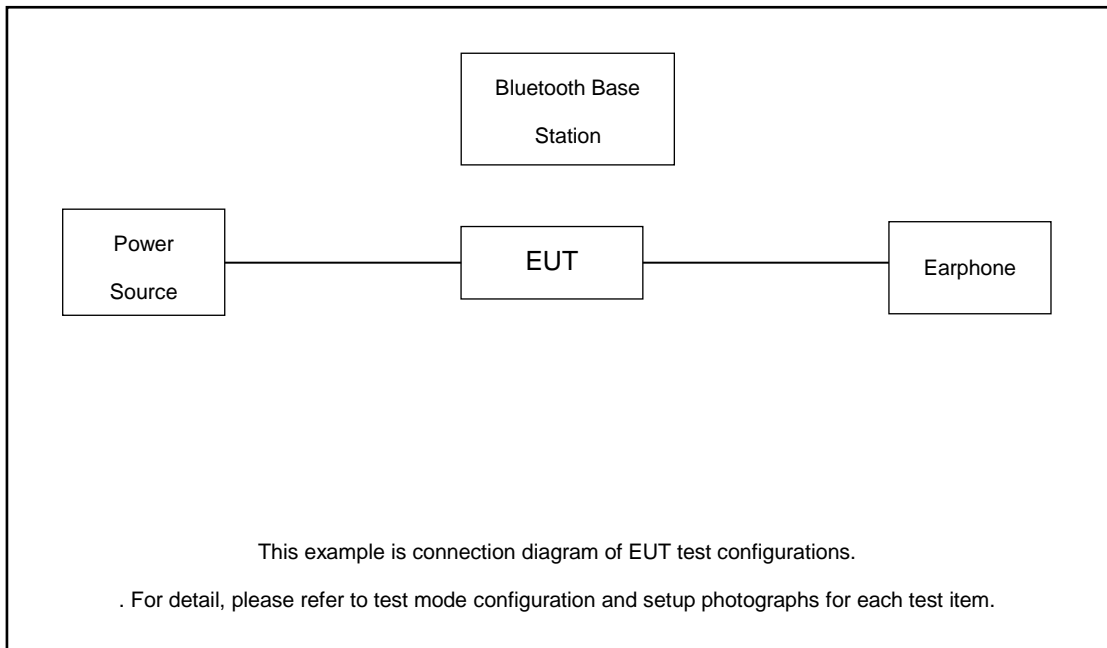 Bluetooth Base
Station
Power
Source
EUT
Earphone
This example is connection diagram of EUT test configurations.
. For detail, please refer to test mode configuration and setup photographs for each test item.